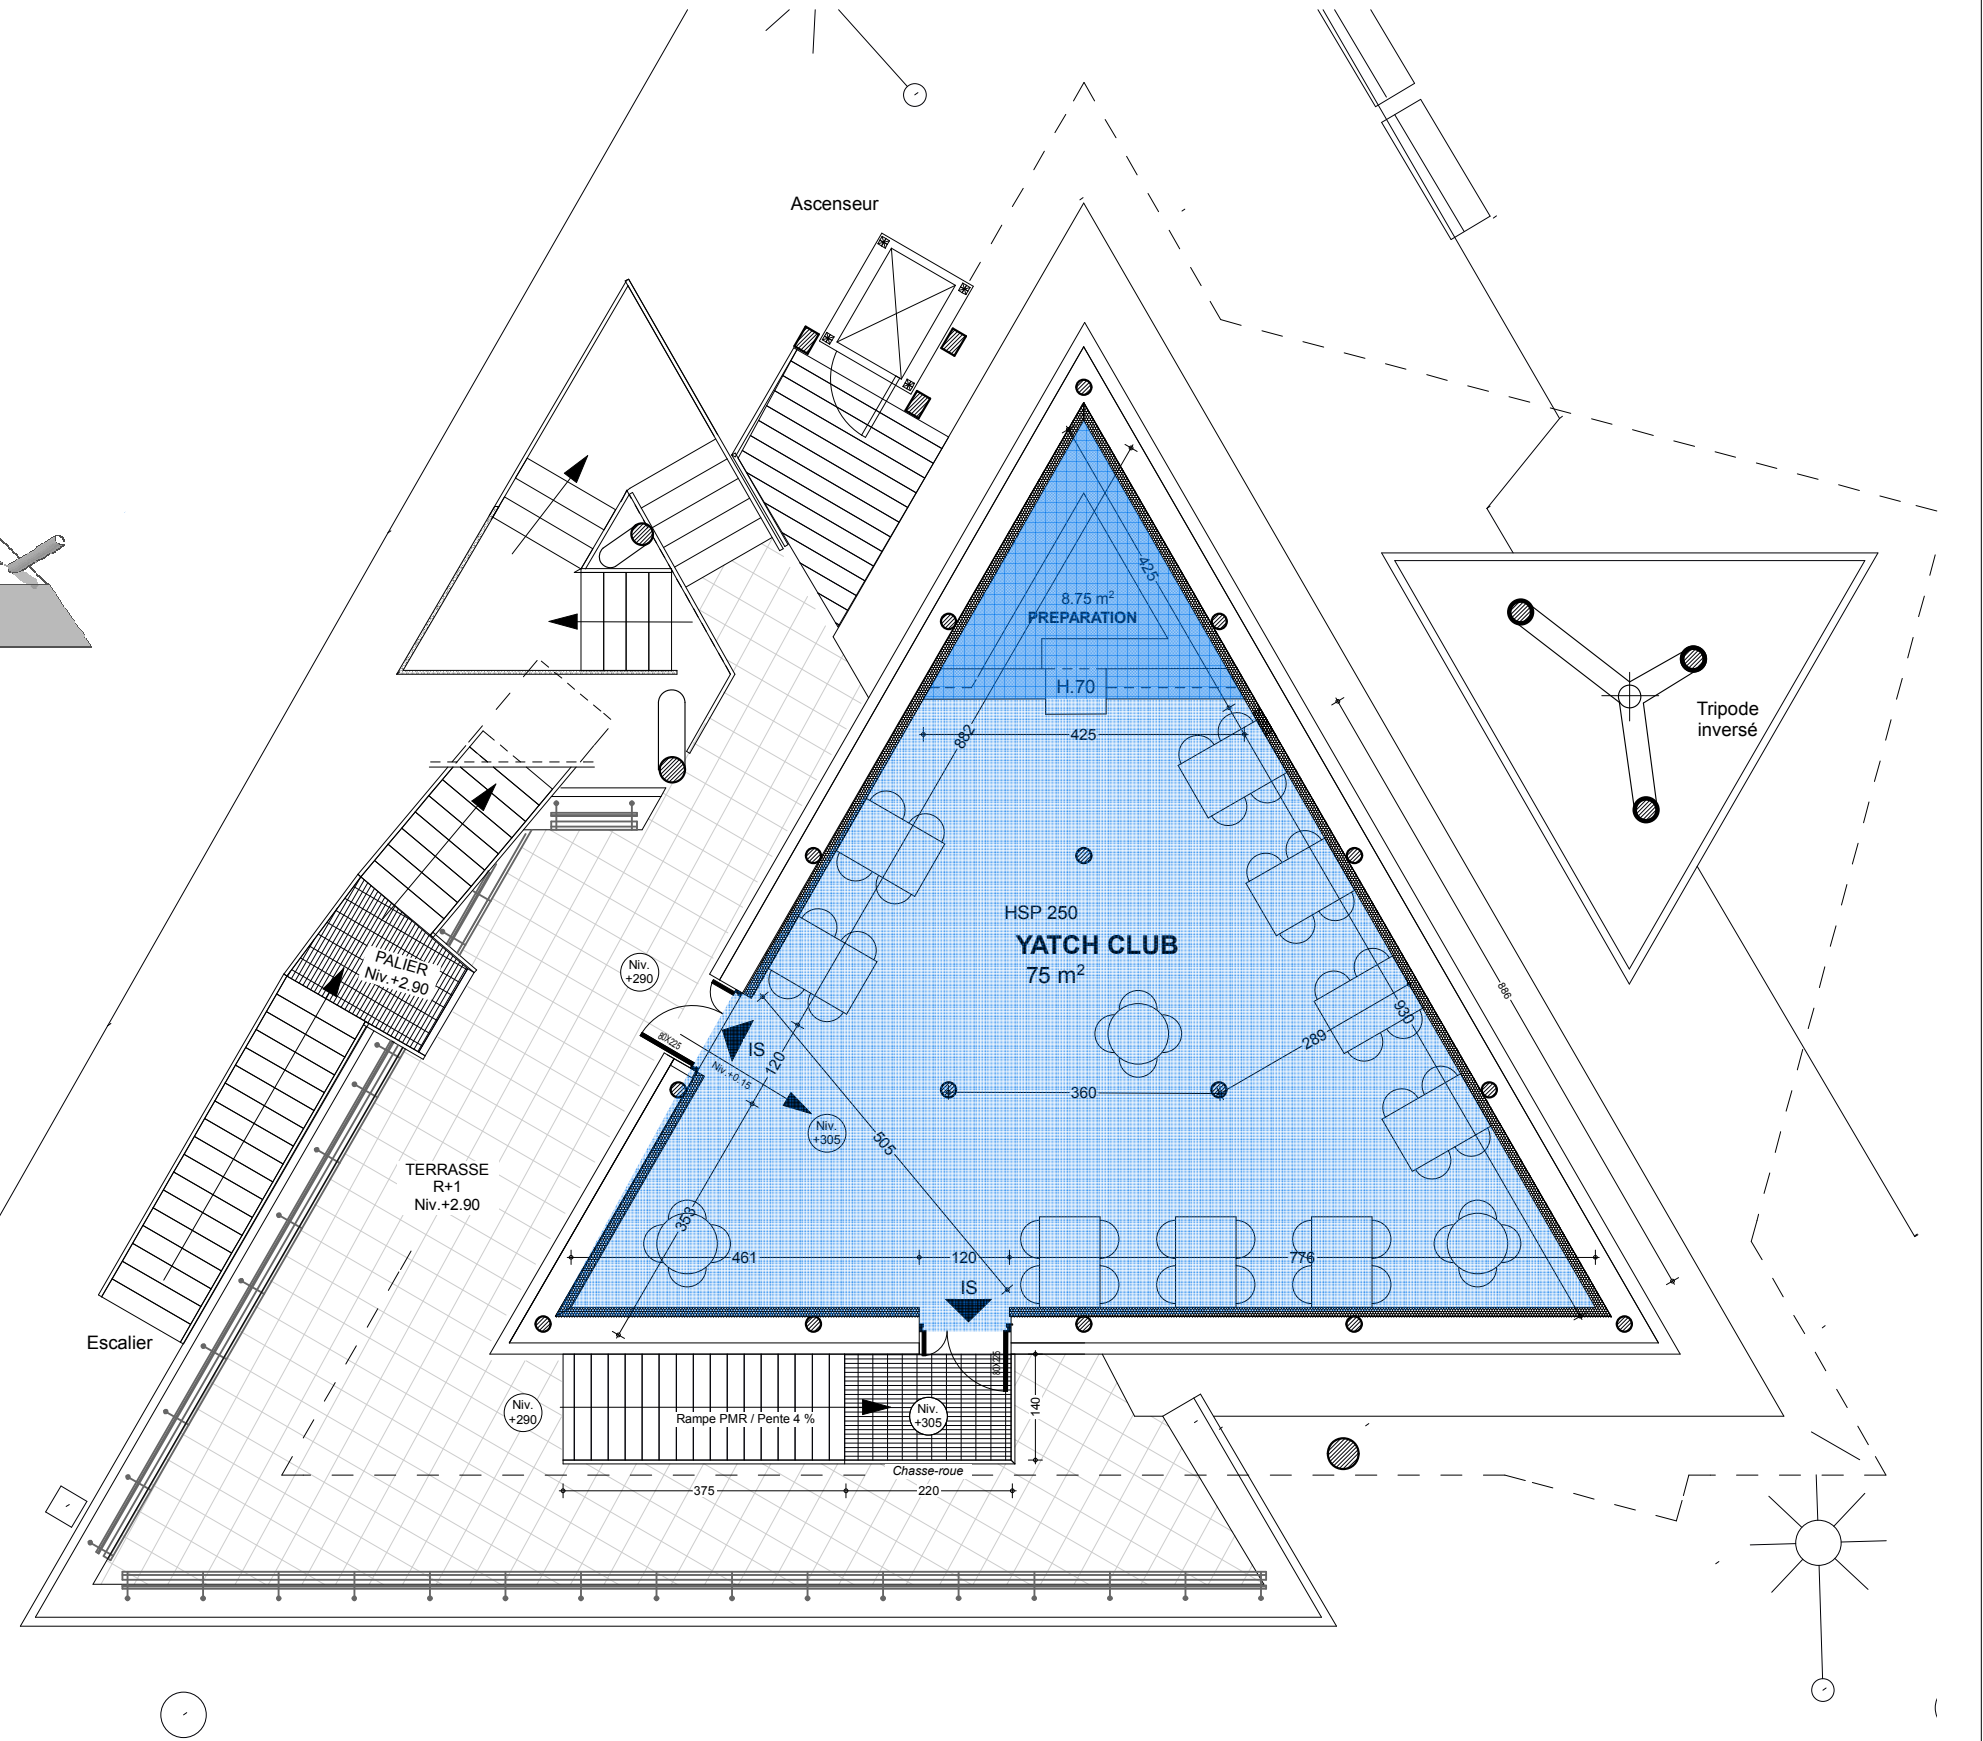 Ascenseur
425
8.75 m²
PREPARATION
H.70
425
882
Tripode
inversé
HSP 250
YATCH CLUB
75 m²
PALIER
Niv.+2.90
Niv.
+290
80X225
IS
Niv.+0.15
120
Niv.
+305
505
360
289
930
886
TERRASSE
R+1
Niv.+2.90
353
461
120
776
IS
Escalier
80X225
Niv.
+290
Rampe PMR / Pente 4 %
Niv.
+305
140
Chasse-roue
375
220